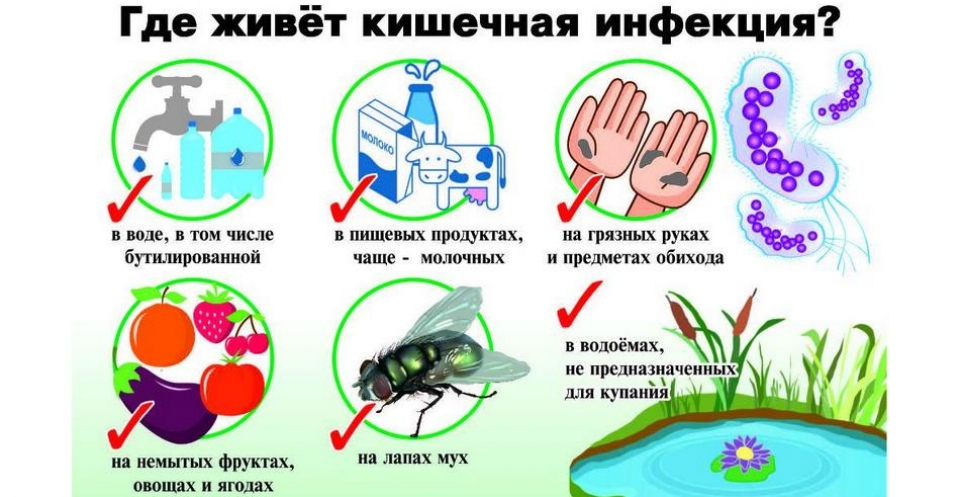 Где живёт кишечная инфекция?
МОЛОКО
в воде, в том числе
бутилированной
в пищевых продуктах,
чаще - молочных
на грязных руках
и предметах обихода
на немытых фруктах,
овощах и ягодах
на лапах мух
в водоёмах,
не предназначенных
для купания